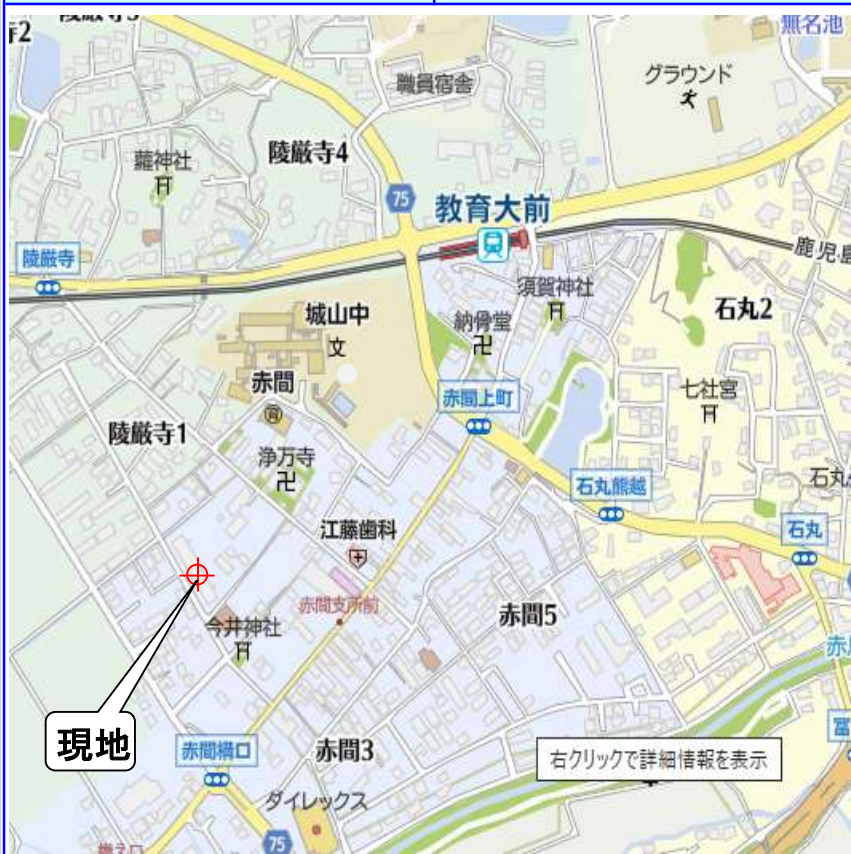 無名池
職員宿舎
グラウンド
陵厳寺4
蘿神社
75
教育大前
陵厳寺
鹿児島
須賀神社
城山中
納骨堂
石丸2
赤間
赤間上町
七社宮
陵厳寺1
浄万寺
石丸熊越
石丸
江藤歯科
石丸
赤間支所前
赤間5
今井神社
現地
赤間構口
赤間3
右クリックで詳細情報を表示
ダイレックス
75